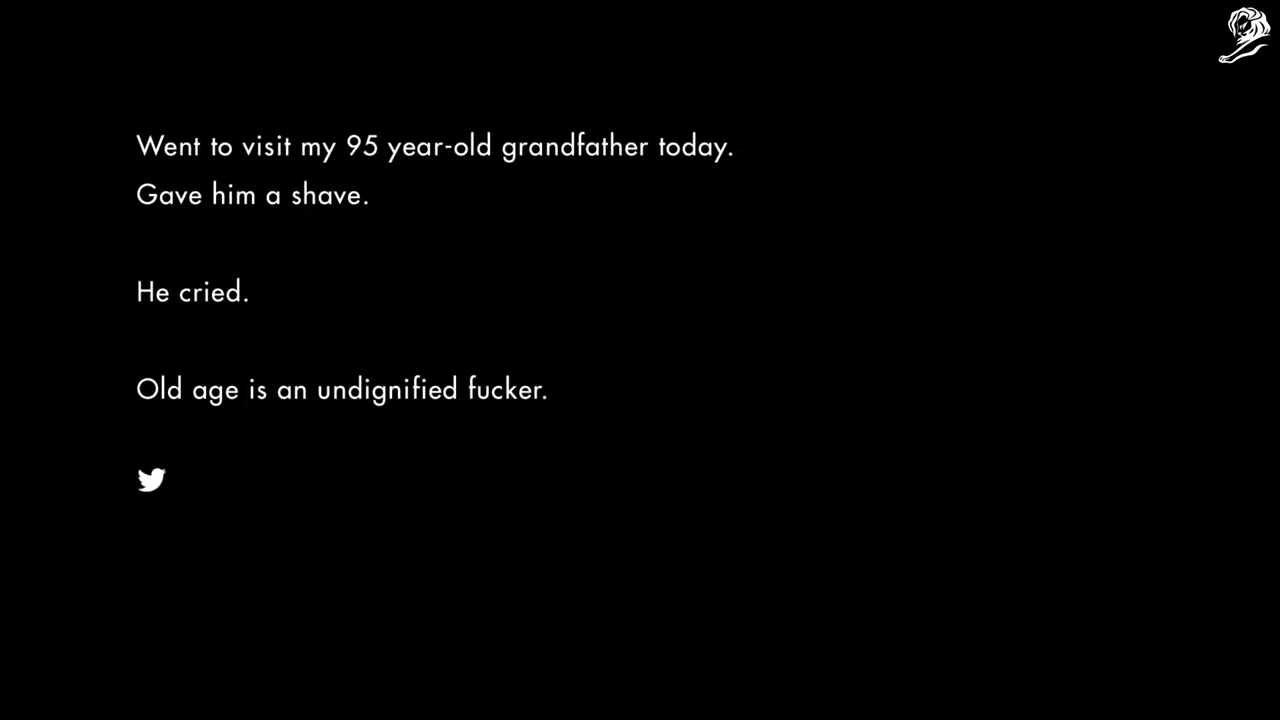 Went to visit my 95 year-old grandfather today.
Gave him a shave.
He cried.
Old age is an undignified fucker.